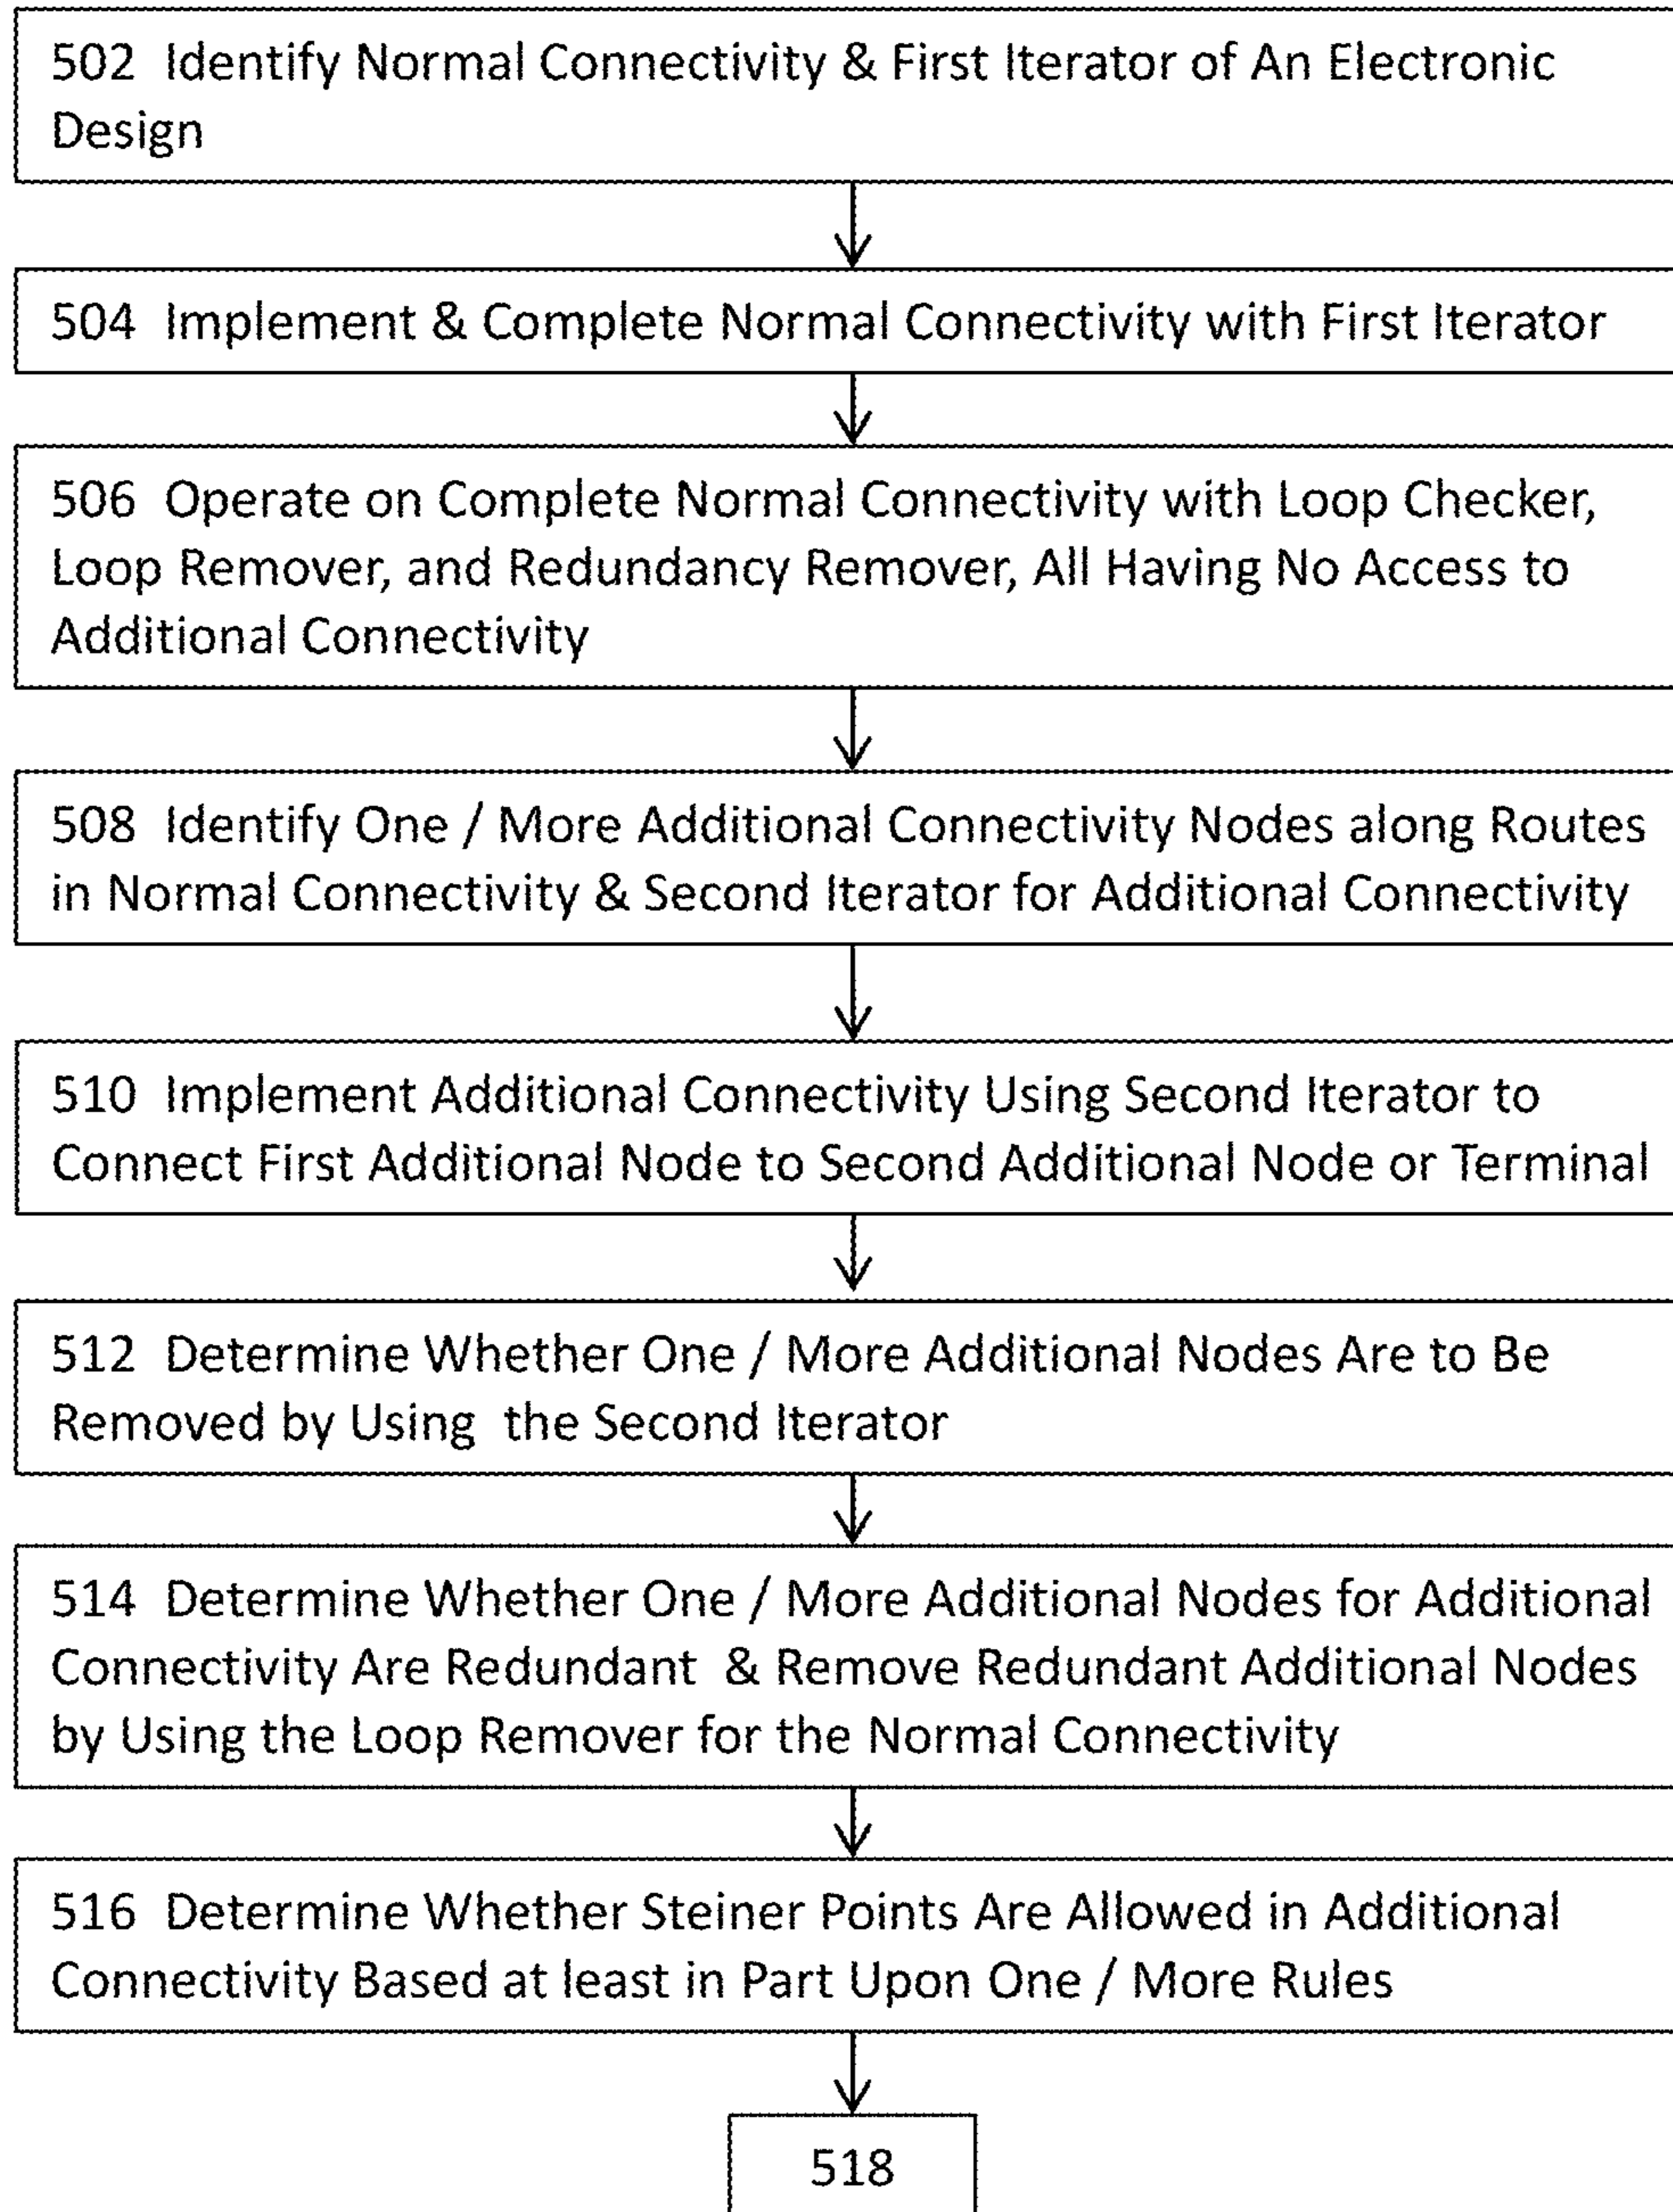 502 Identify Normal Connectivity & First Iterator of An Electronic
Design
504 Implement & Complete Normal Connectivity with First Iterator
506 Operate on Complete Normal Connectivity with Loop Checker,
Loop Remover, and Redundancy Remover, All Having No Access to
Additional Connectivity
508 Identify One / More Additional Connectivity Nodes along Routes
in Normal Connectivity & Second Iterator for Additional Connectivity
510 Implement Additional Connectivity Using Second Iterator to
Connect First Additional Node to Second Additional Node or Terminal
512 Determine Whether One / More Additional Nodes Are to Be
Removed by Using the Second Iterator
514 Determine Whether One / More Additional Nodes for Additional
Connectivity Are Redundant & Remove Redundant Additional Nodes
by Using the Loop Remover for the Normal Connectivity
516 Determine Whether Steiner Points Are Allowed in Additional
Connectivity Based at least in Part Upon One / More Rules
518